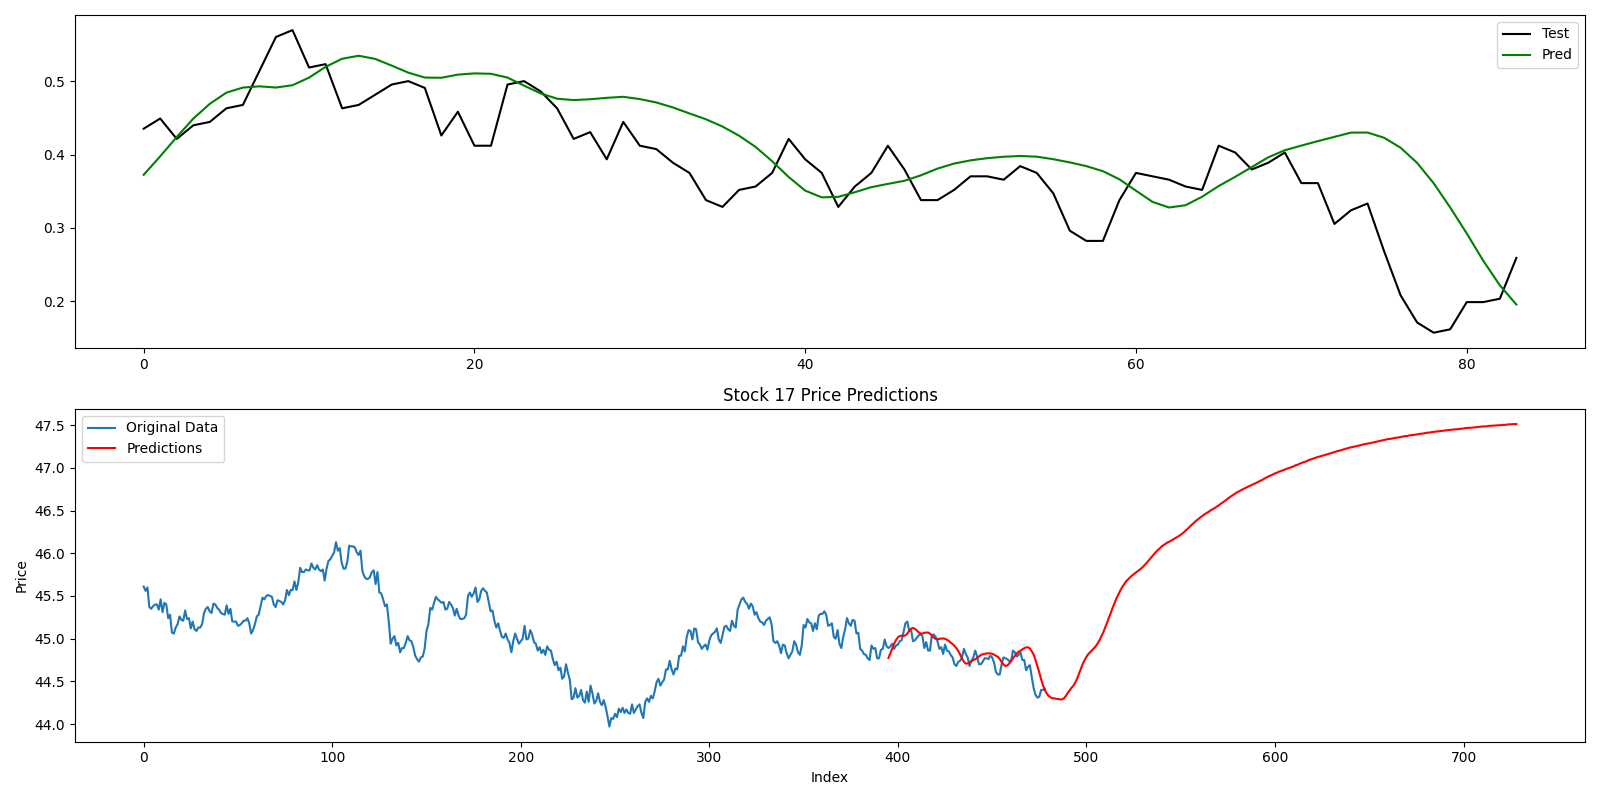 Test
Pred
0.5
0.4
0.3
0.2
0 20 40 60 80
Stock 17 Price Predictions
Original Data
Predictions
47.5
47.0
46.5
46.0
45.5
45.0
44.5
44.0
Price
0 100 200 300 400 500 600 700
Index